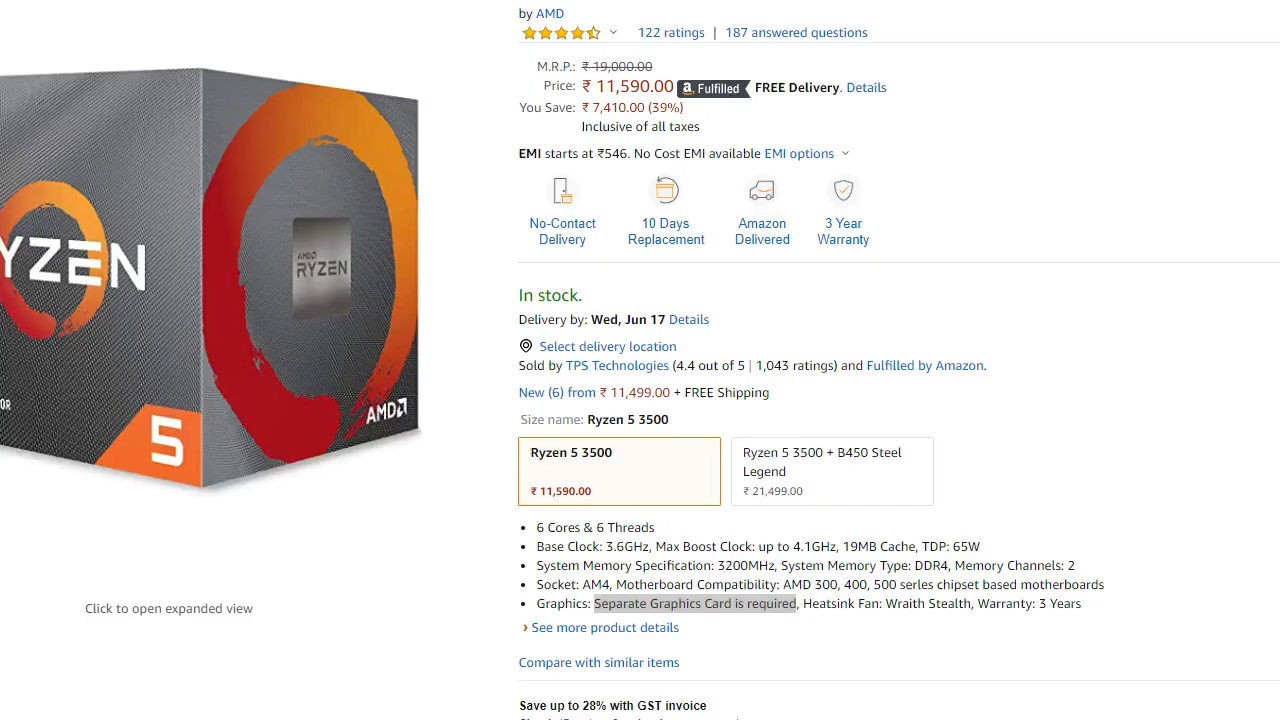 by AMD
122 ratings | 187 answered questions
M.R.P.: ₹ 19,000.00
Price: ₹ 11,590.00 a Fulfilled FREE Delivery. Details
You Save: ₹ 7,410.00 (39%)
Inclusive of all taxes
EMI starts at ₹546. No Cost EMI available EMI options
No-Contact Delivery
10 Days Replacement
Amazon Delivered
3 Year Warranty
In stock.
Delivery by: Wed, Jun 17 Details
Select delivery location
Sold by TPS Technologies (4.4 out of 5 | 1,043 ratings) and Fulfilled by Amazon.
New (6) from ₹ 11,499.00 + FREE Shipping
Size name: Ryzen 5 3500
Ryzen 5 3500
₹ 11,590.00
Ryzen 5 3500 + B450 Steel
Legend
₹ 21,499.00
6 Cores & 6 Threads
Base Clock: 3.6GHz, Max Boost Clock: up to 4.1GHz, 19MB Cache, TDP: 65W
System Memory Specification: 3200MHz, System Memory Type: DDR4, Memory Channels: 2
Socket: AM4, Motherboard Compatibility: AMD 300, 400, 500 serles chipset based motherboards
Graphics: Separate Graphics Card is required, Heatsink Fan: Wraith Stealth, Warranty: 3 Years
› See more product details
Compare with similar items
Save up to 28% with GST invoice
YZEN
OR
5
AMD
RYZEN
AMD
Click to open expanded view